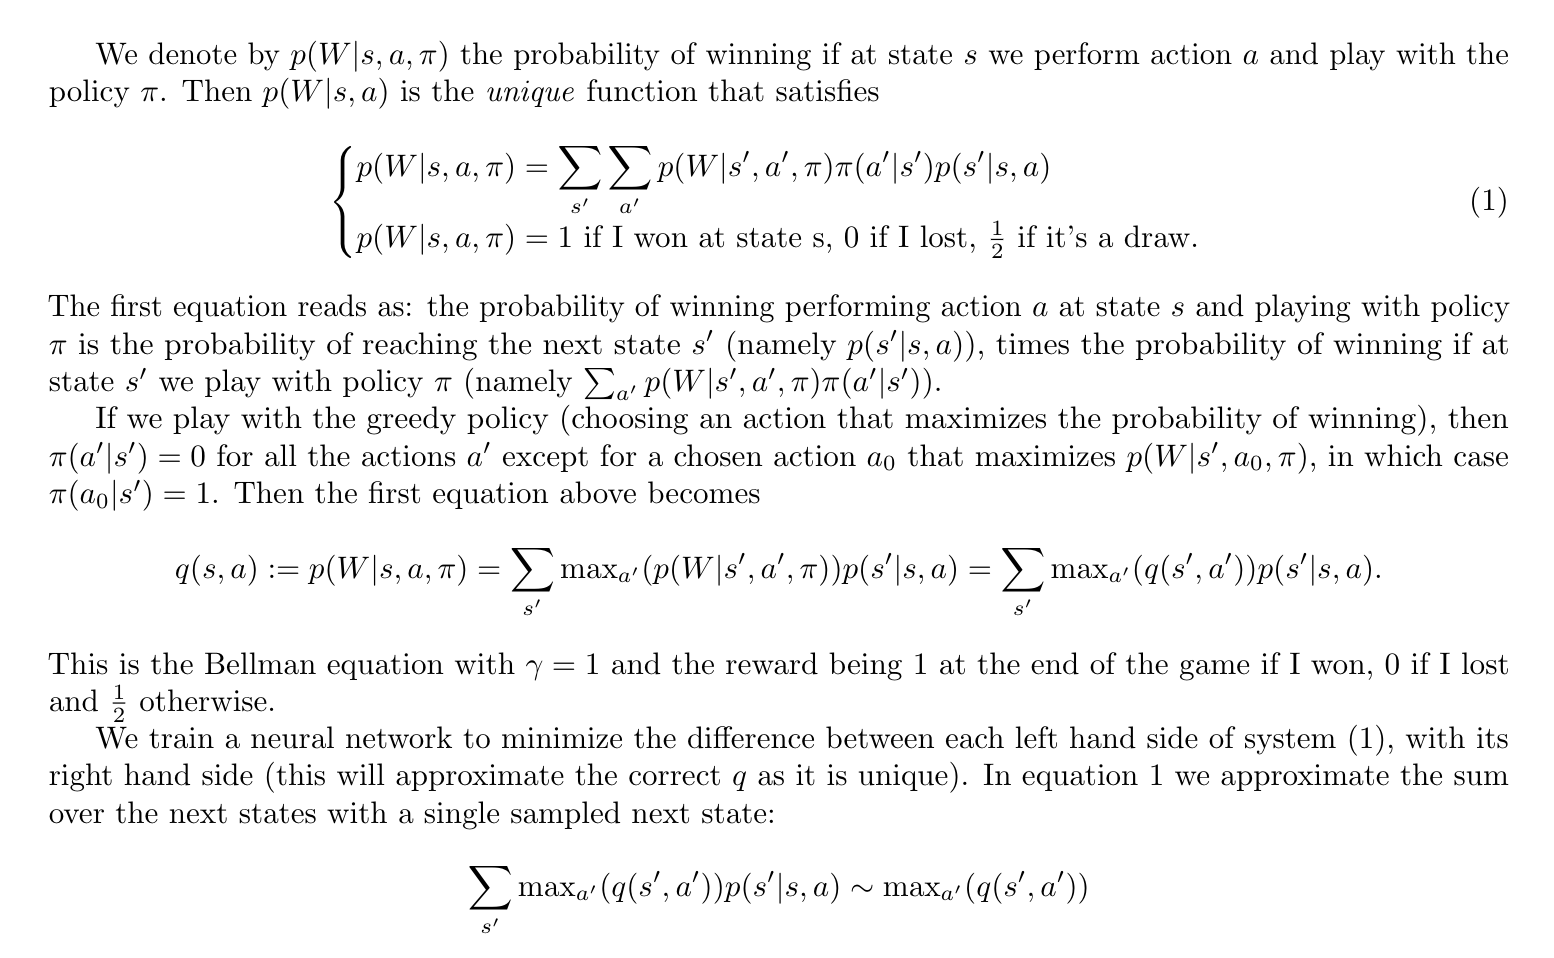 We denote by p(W|s, a, π) the probability of winning if at state s we perform action a and play with the
policy π. Then p(W|s, a) is the unique function that satisfies
p(W|s, a, π) = ∑_{s′} ∑_{a′} p(W|s′, a′, π)π(a′|s′)p(s′|s, a)
p(W|s, a, π) = 1 if I won at state s, 0 if I lost, 1/2 if it's a draw.
(1)
The first equation reads as: the probability of winning performing action a at state s and playing with policy
π is the probability of reaching the next state s′ (namely p(s′|s, a)), times the probability of winning if at
state s′ we play with policy π (namely ∑_{a′} p(W|s′, a′, π)π(a′|s′)).
If we play with the greedy policy (choosing an action that maximizes the probability of winning), then
π(a′|s′) = 0 for all the actions a′ except for a chosen action a₀ that maximizes p(W|s′, a₀, π), in which case
π(a₀|s′) = 1. Then the first equation above becomes
q(s, a) := p(W|s, a, π) = ∑_{s′} max_{a′}(p(W|s′, a′, π))p(s′|s, a) = ∑_{s′} max_{a′}(q(s′, a′))p(s′|s, a).
This is the Bellman equation with γ = 1 and the reward being 1 at the end of the game if I won, 0 if I lost
and 1/2 otherwise.
We train a neural network to minimize the difference between each left hand side of system (1), with its
right hand side (this will approximate the correct q as it is unique). In equation 1 we approximate the sum
over the next states with a single sampled next state:
∑_{s′} max_{a′}(q(s′, a′))p(s′|s, a) ∼ max_{a′}(q(s′, a′))